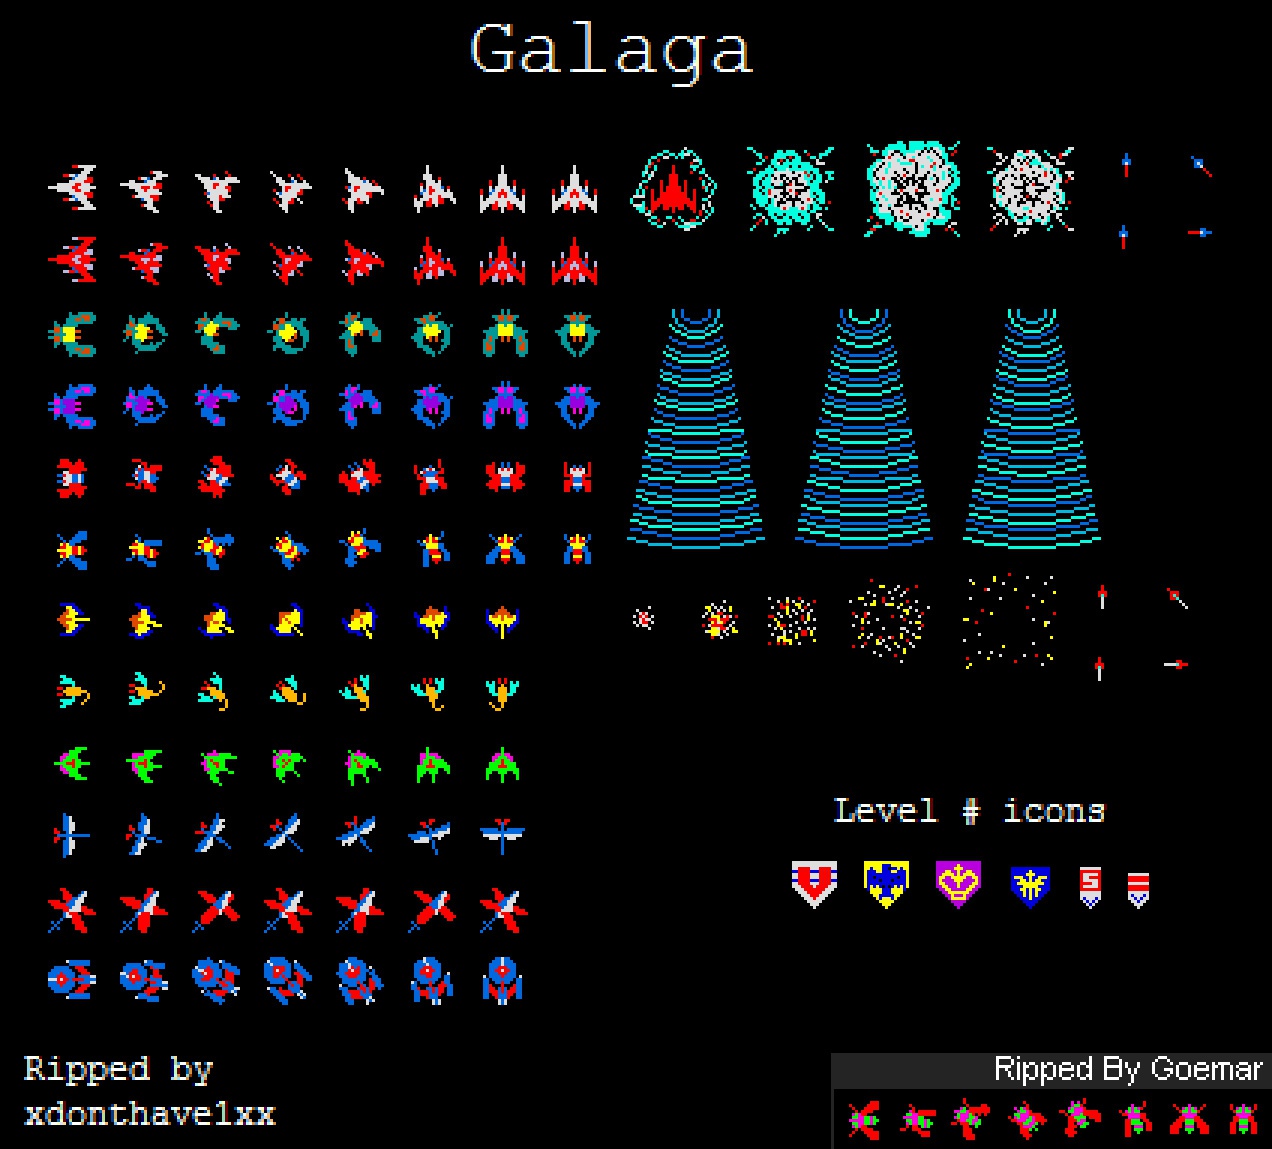 Galaga
Level # icons
S
Ripped by
xdonthave1xx
Ripped By Goemar